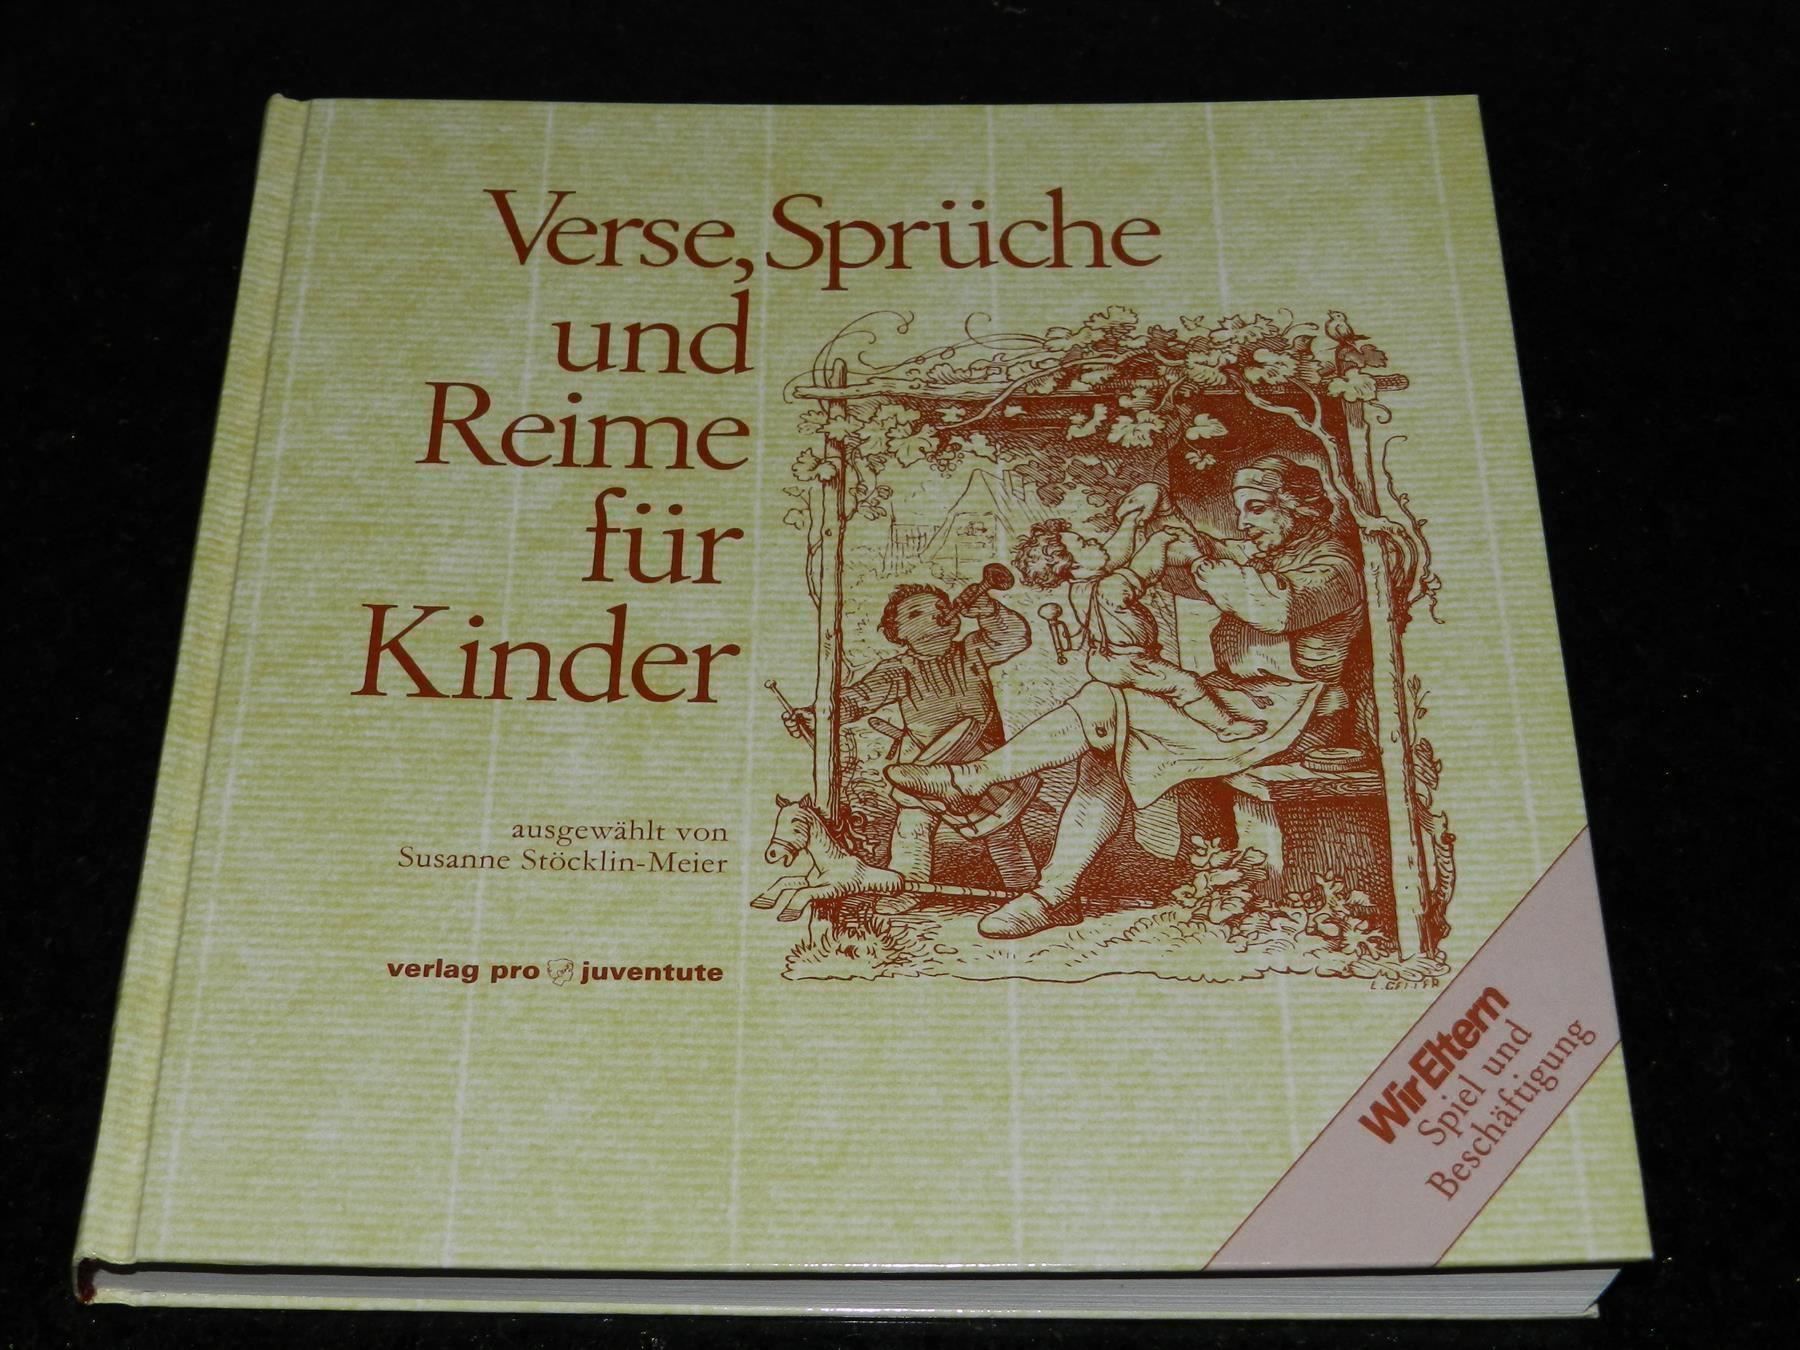 Verse, Sprüche
und
Reime
für
Kinder
ausgewählt von
Susanne Stöcklin-Meier
verlag pro juventute
Wir Eltern
Spiel und
Beschäftigung